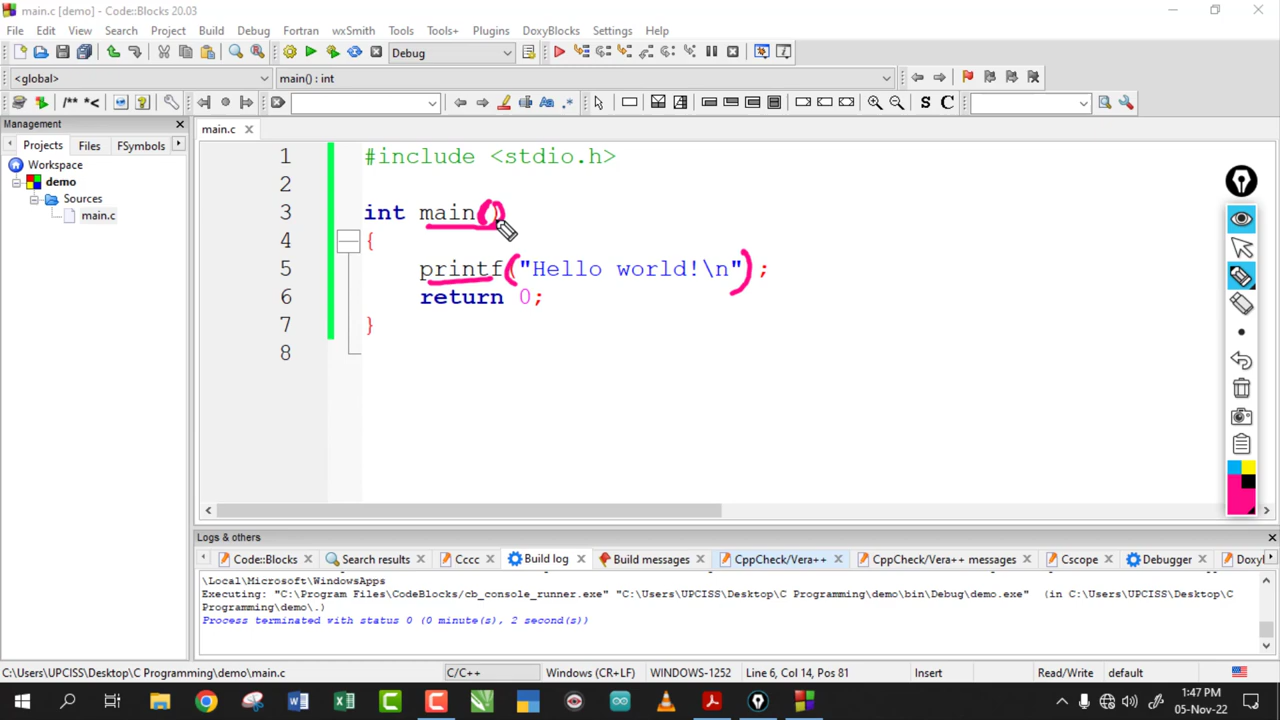 main.c [demo] - Code::Blocks 20.03
File Edit View Search Project Build Debug Fortran wxSmith Tools Tools+ Plugins DoxyBlocks Settings Help
Debug
<global> main() : int
/** *< Aa .* S C
Management
main.c
Projects Files FSymbols
Workspace
demo
Sources
main.c
1 #include <stdio.h>
2
3 int main()
4 {
5 printf("Hello world!\n");
6 return 0;
7 }
8
Logs & others
Code::Blocks Search results Cccc Build log Build messages CppCheck/Vera++ CppCheck/Vera++ messages Cscope Debugger Doxy
\Local\Microsoft\WindowsApps
Executing: "C:\Program Files\CodeBlocks/cb_console_runner.exe" "C:\Users\UPCISS\Desktop\C Programming\demo\bin\Debug\demo.exe" (in C:\Users\UPCISS\Desktop\C
Programming\demo\.)
Process terminated with status 0 (0 minute(s), 2 second(s))
C:\Users\UPCISS\Desktop\C Programming\demo\main.c C/C++ Windows (CR+LF) WINDOWS-1252 Line 6, Col 14, Pos 81 Insert Read/Write default
1:47 PM
05-Nov-22